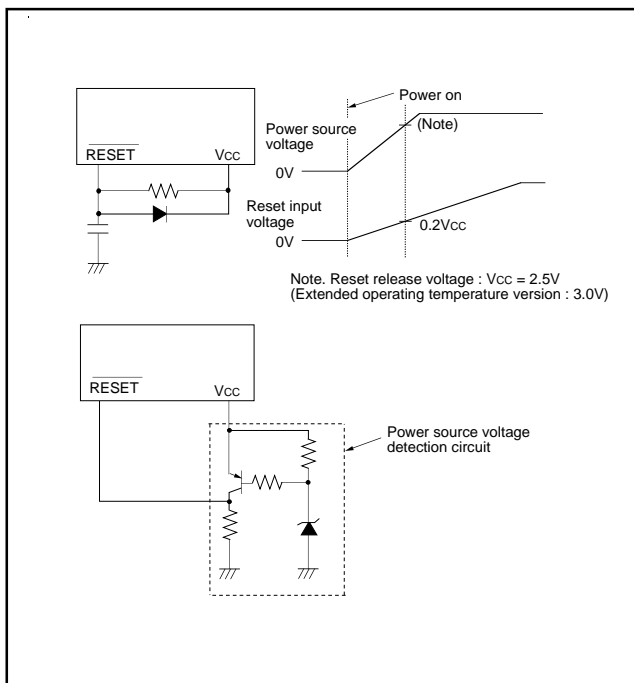 Power on
(Note)
Power source
voltage
RESET
VCC
0V
Reset input
voltage
0.2VCC
0V
Note. Reset release voltage : VCC = 2.5V
(Extended operating temperature version : 3.0V)
RESET
VCC
Power source voltage
detection circuit